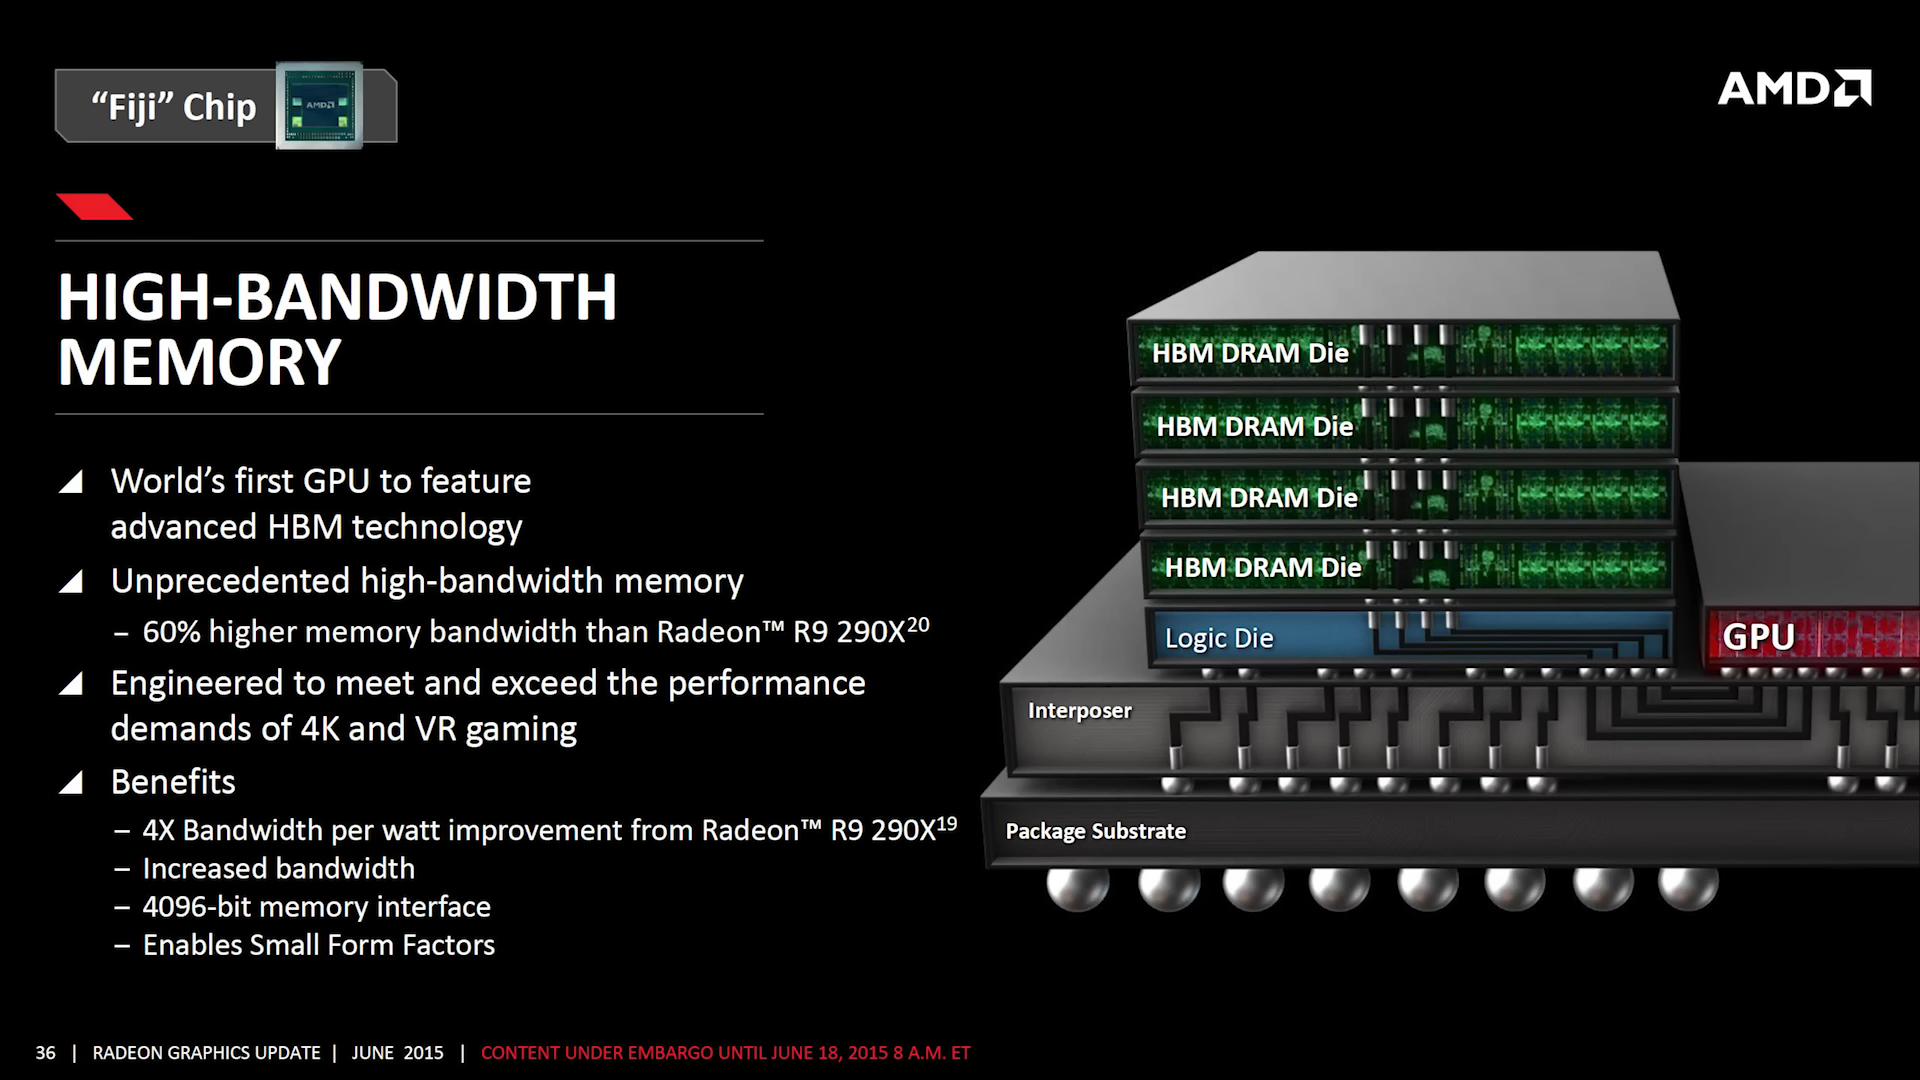 “Fiji” Chip
AMD
AMD
HIGH-BANDWIDTH
MEMORY
World’s first GPU to feature
advanced HBM technology
Unprecedented high-bandwidth memory
– 60% higher memory bandwidth than Radeon™ R9 290X20
Engineered to meet and exceed the performance
demands of 4K and VR gaming
Benefits
– 4X Bandwidth per watt improvement from Radeon™ R9 290X19
– Increased bandwidth
– 4096-bit memory interface
– Enables Small Form Factors
HBM DRAM Die
HBM DRAM Die
HBM DRAM Die
HBM DRAM Die
Logic Die
GPU
Interposer
Package Substrate
36 | RADEON GRAPHICS UPDATE | JUNE 2015 | CONTENT UNDER EMBARGO UNTIL JUNE 18, 2015 8 A.M. ET